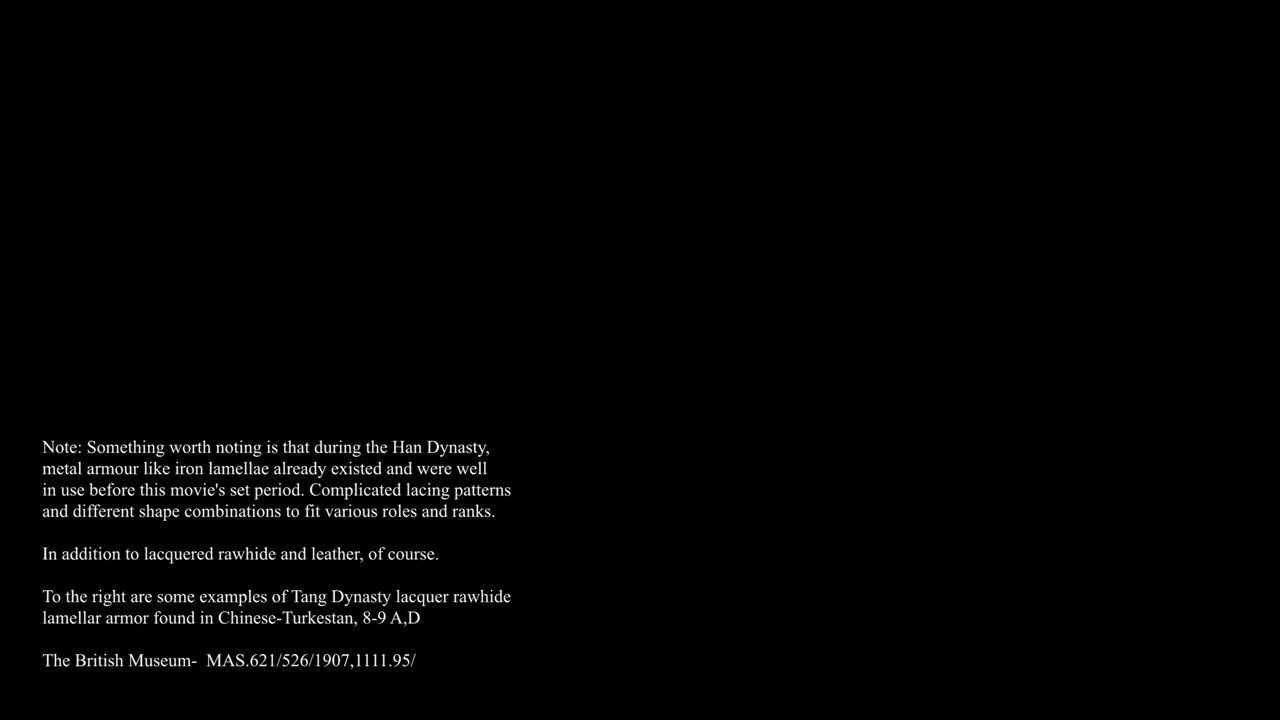 Note: Something worth noting is that during the Han Dynasty,
metal armour like iron lamellae already existed and were well
in use before this movie's set period. Complicated lacing patterns
and different shape combinations to fit various roles and ranks.
In addition to lacquered rawhide and leather, of course.
To the right are some examples of Tang Dynasty lacquer rawhide
lamellar armor found in Chinese-Turkestan, 8-9 A,D
The British Museum-  MAS.621/526/1907,1111.95/